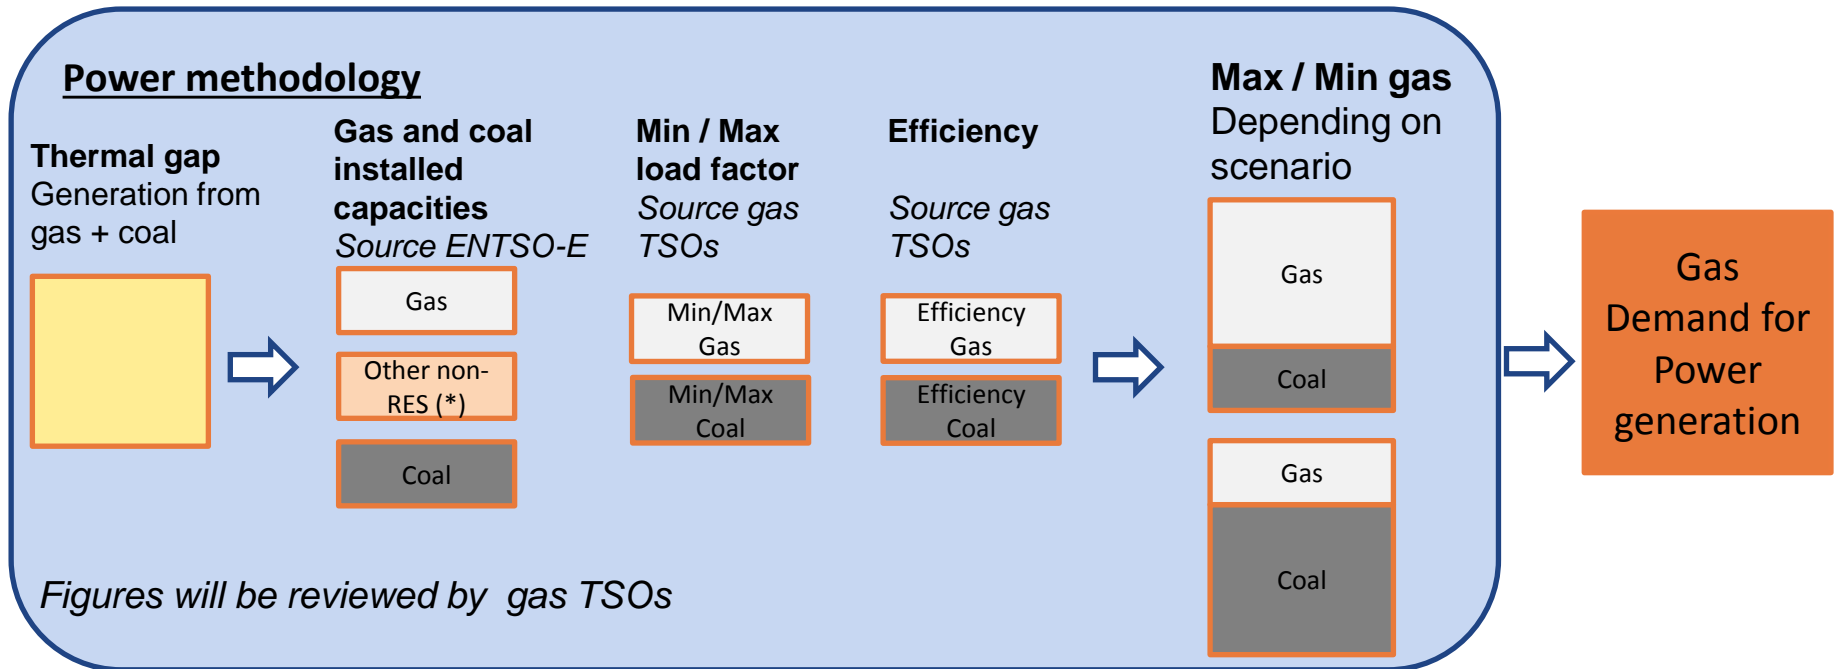 Power methodology
Thermal gap
Generation from
gas + coal
Gas and coal
installed
capacities
Source ENTSO-E
Gas
Other non-
RES (*)
Coal
Min / Max
load factor
Source gas
TSOs
Min/Max
Gas
Min/Max
Coal
Efficiency
Source gas
TSOs
Efficiency
Gas
Efficiency
Coal
Max / Min gas
Depending on
scenario
Gas
Coal
Gas
Coal
Gas
Demand for
Power
generation
Figures will be reviewed by  gas TSOs